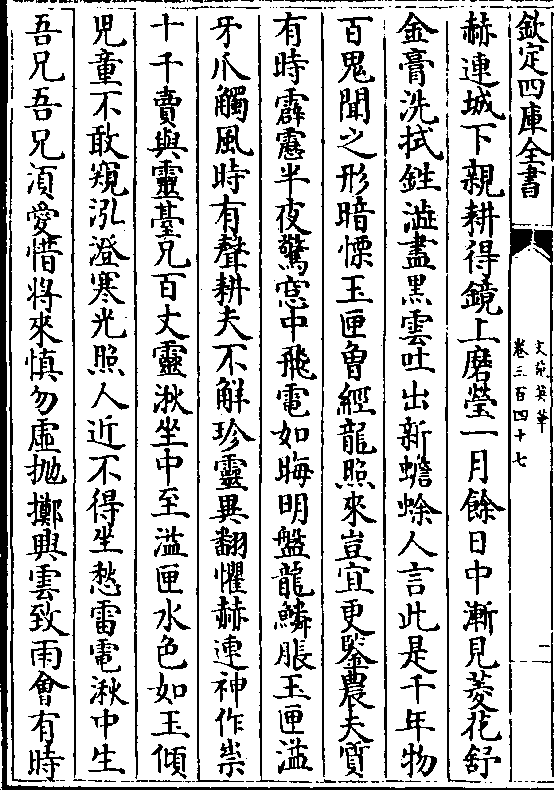 欽定四庫全書
文苑英華
卷三百四十七
二
赫連城下親耕得鏡上磨瑩一月餘日中漸見菱花舒
金膏洗拭鉎澁盡黑雲吐出新蟾蜍人言此是千年物
百鬼聞之形暗慄玉匣曾經龍照來豈宜更鑒農夫質
有時霹靂半夜驚窓中飛電如晦明盤龍鱗脹玉匣溢
牙爪觸風時有聲耕夫不解珍靈異翻懼赫連神作祟
十千賣與靈臺兄百丈靈湫坐中至溢匣水色如玉傾
兒童不敢窺泓澄寒光照人近不得坐愁雷電湫中生
吾兄吾兄湏愛惜將來慎勿虛抛擲興雲致雨會有時